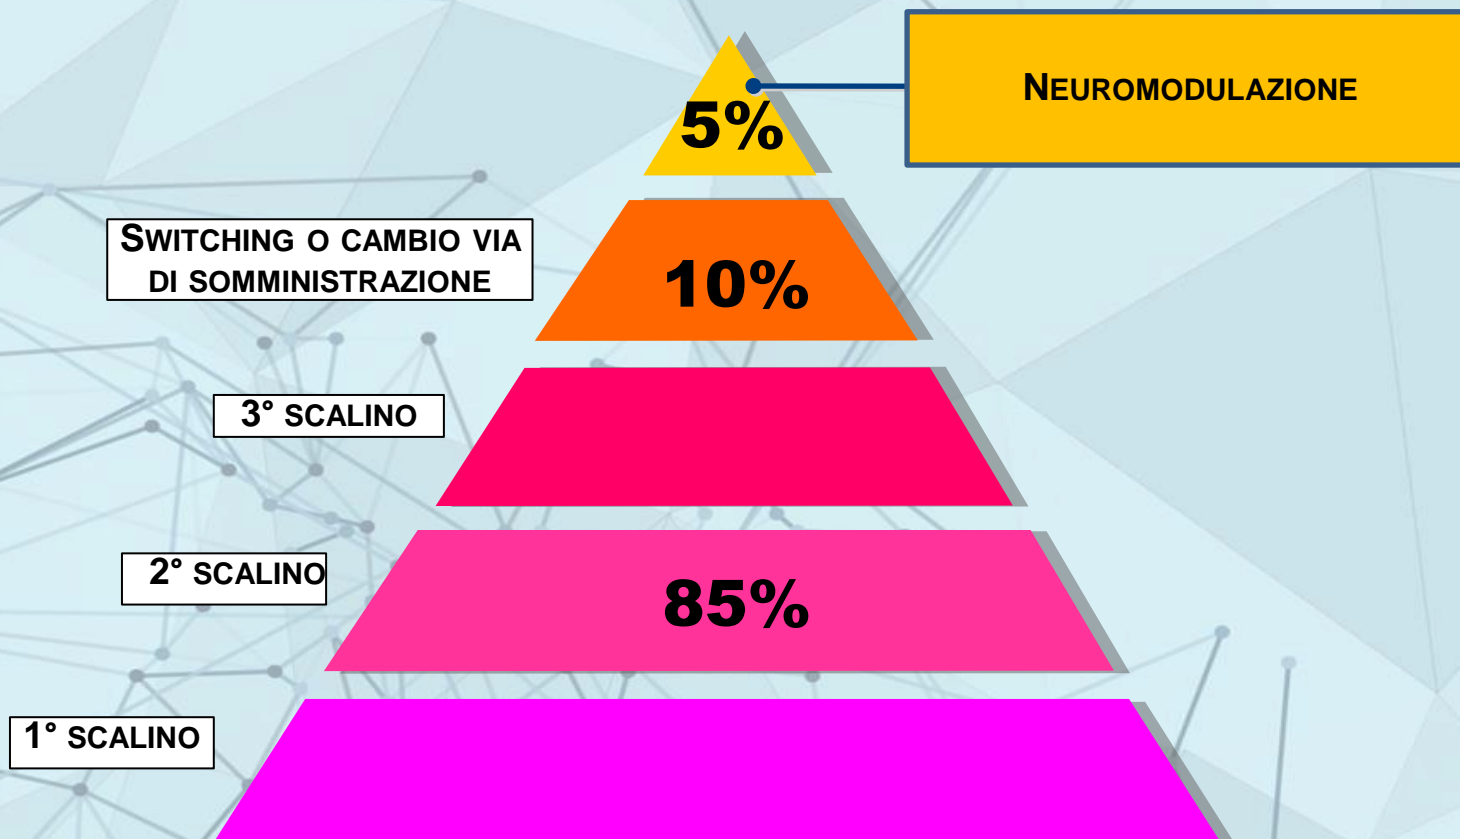 NEUROMODULAZIONE
5%
SWITCHING O CAMBIO VIA
DI SOMMINISTRAZIONE
10%
3° SCALINO
2° SCALINO
85%
1° SCALINO